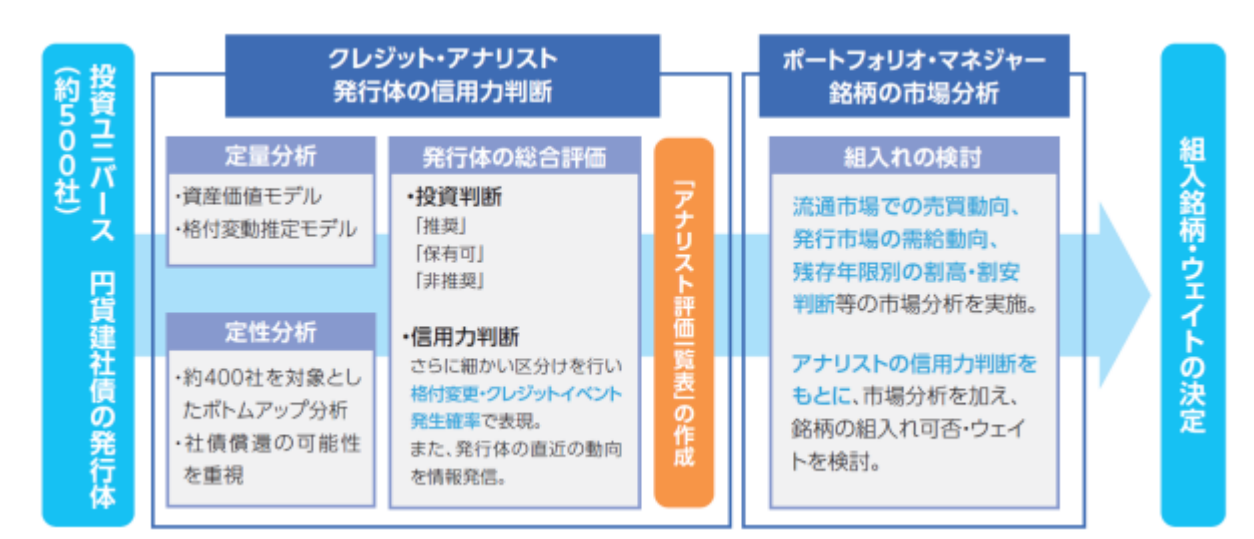 投資ユニバース 円貨建社債の発行体
（約500社）
クレジット・アナリスト
発行体の信用力判断
定量分析
・資産価値モデル
・格付変動推定モデル
定性分析
・約400社を対象とし
たボトムアップ分析
・社債償還の可能性
を重視
発行体の総合評価
・投資判断
「推奨」
「保有可」
「非推奨」
・信用力判断
さらに細かい区分けを行い
格付変更・クレジットイベント
発生確率で表現。
また、発行体の直近の動向
を情報発信。
「アナリスト評価一覧表」の作成
ポートフォリオ・マネジャー
銘柄の市場分析
組入れの検討
流通市場での売買動向、
発行市場の需給動向、
残存年限別の割高・割安
判断等の市場分析を実施。
アナリストの信用力判断を
もとに、市場分析を加え、
銘柄の組入れ可否・ウェイ
トを検討。
組入銘柄・ウェイトの決定